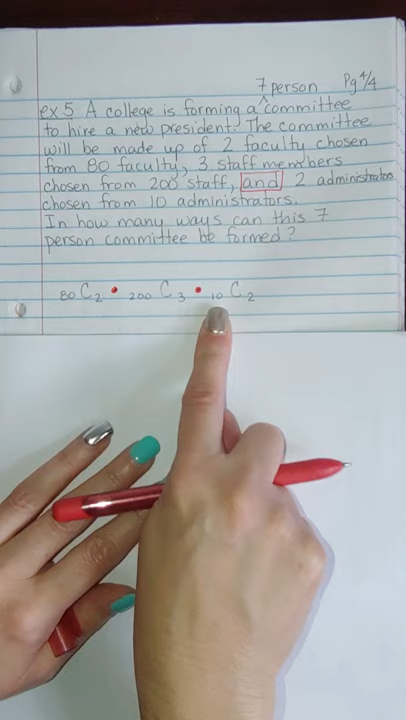 7 person Pg 4/4
ex 5 A college is forming a ^ committee
to hire a new president. The committee
will be made up of 2 faculty chosen
from 80 faculty, 3 staff members
chosen from 200 staff, and 2 administrators
chosen from 10 administrators.
In how many ways can this 7
person committee be formed?
₈₀C₂ • ₂₀₀C₃ • ₁₀C₂